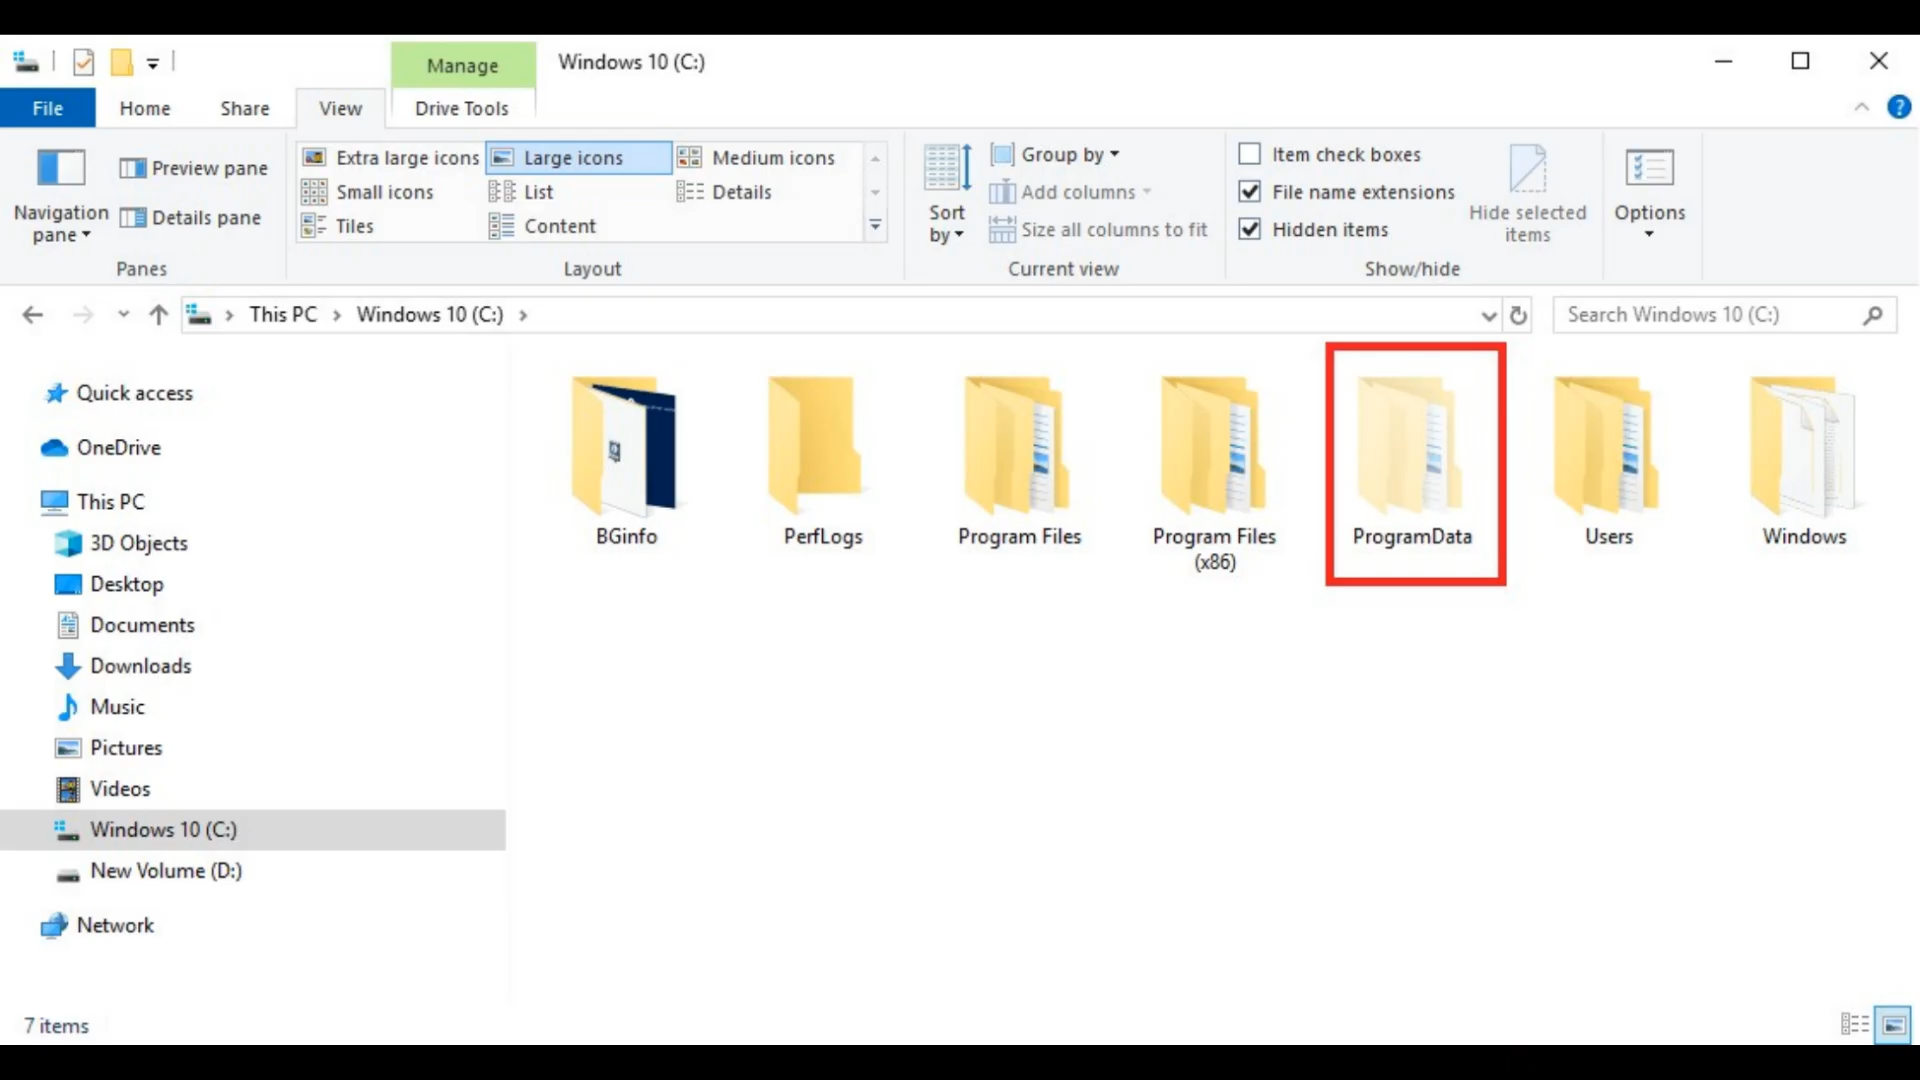 Manage
Windows 10 (C:)
File
Home
Share
View
Drive Tools
Navigation
pane
Preview pane
Details pane
Panes
Extra large icons
Large icons
Medium icons
Small icons
List
Details
Tiles
Content
Layout
Sort
by
Group by
Add columns
Size all columns to fit
Current view
Item check boxes
File name extensions
Hidden items
Hide selected
items
Show/hide
Options
This PC
Windows 10 (C:)
Search Windows 10 (C:)
Quick access
OneDrive
This PC
3D Objects
Desktop
Documents
Downloads
Music
Pictures
Videos
Windows 10 (C:)
New Volume (D:)
Network
BGinfo
PerfLogs
Program Files
Program Files
(x86)
ProgramData
Users
Windows
7 items